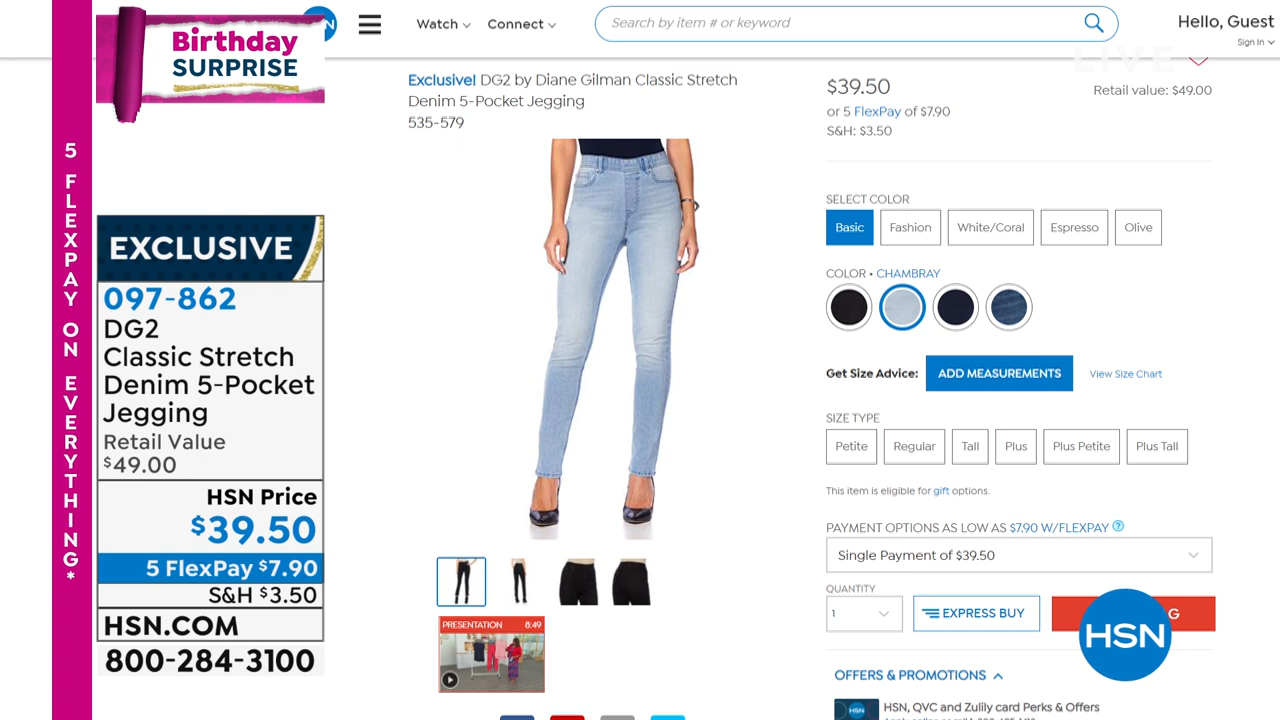 Birthday
SURPRISE
5 FLEXPAY ON EVERYTHING*
EXCLUSIVE
097-862
DG2
Classic Stretch
Denim 5-Pocket
Jegging
Retail Value
$49.00
HSN Price
$39.50
5 FlexPay $7.90
S&H $3.50
HSN.COM
800-284-3100
Watch
Connect
Search by item # or keyword
Hello, Guest
Sign In
LIVE
Exclusive! DG2 by Diane Gilman Classic Stretch
Denim 5-Pocket Jegging
535-579
PRESENTATION 8:49
$39.50
Retail value: $49.00
or 5 FlexPay of $7.90
S&H: $3.50
SELECT COLOR
Basic
Fashion
White/Coral
Espresso
Olive
COLOR • CHAMBRAY
Get Size Advice:
ADD MEASUREMENTS
View Size Chart
SIZE TYPE
Petite
Regular
Tall
Plus
Plus Petite
Plus Tall
This item is eligible for gift options.
PAYMENT OPTIONS AS LOW AS $7.90 W/FLEXPAY ?
Single Payment of $39.50
QUANTITY
1
EXPRESS BUY
G
HSN
OFFERS & PROMOTIONS
HSN
HSN, QVC and Zulily card Perks & Offers